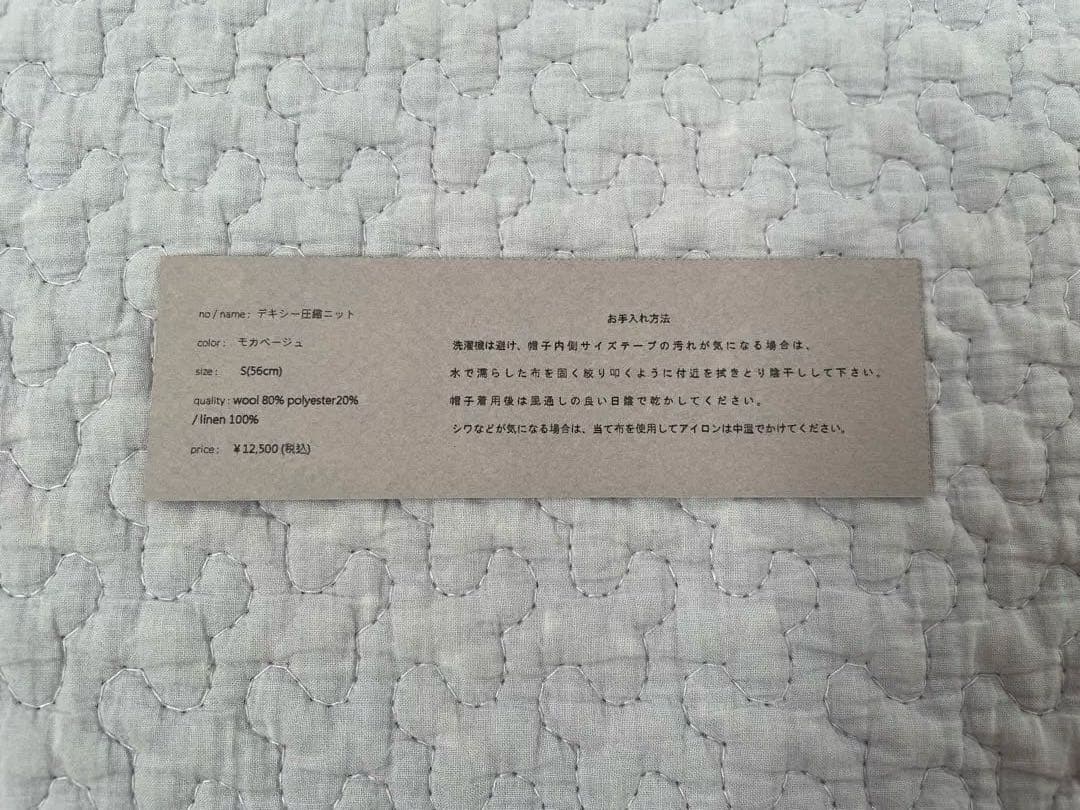 no / name : デキシー圧縮ニット
color : モカベージュ
size : S(56cm)
quality : wool 80% polyester20%
/ linen 100%
price : ¥12,500 (税込)
お手入れ方法
洗濯機は避け、帽子内側サイズテープの汚れが気になる場合は、
水で濡らした布を固く絞り叩くように付近を拭きとり陰干しして下さい。
帽子着用後は風通しの良い日陰で乾かしてください。
シワなどが気になる場合は、当て布を使用してアイロンは中温でかけてください。